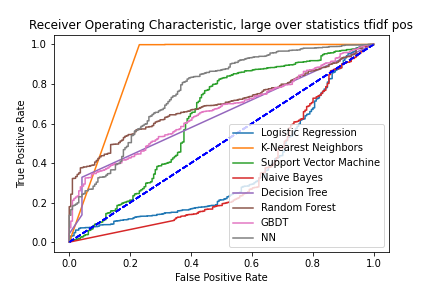 Receiver Operating Characteristic, large over statistics tfidf pos
1.0
0.8
0.6
0.4
0.2
0.0
True Positive Rate
Logistic Regression
K-Nearest Neighbors
Support Vector Machine
Naive Bayes
Decision Tree
Random Forest
GBDT
NN
0.0 0.2 0.4 0.6 0.8 1.0
False Positive Rate